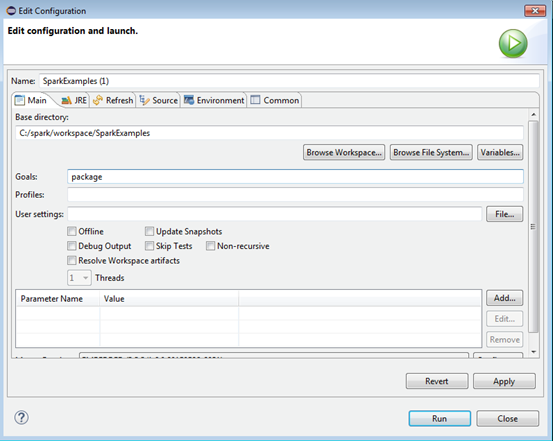 Edit Configuration
Edit configuration and launch.
Name: SparkExamples (1)
Main JRE Refresh Source Environment Common
Base directory:
C:/spark/workspace/SparkExamples
Browse Workspace... Browse File System... Variables...
Goals: package
Profiles:
User settings: File...
Offline Update Snapshots
Debug Output Skip Tests Non-recursive
Resolve Workspace artifacts
1 Threads
Parameter Name Value Add...
Edit...
Remove
Revert Apply
Run Close